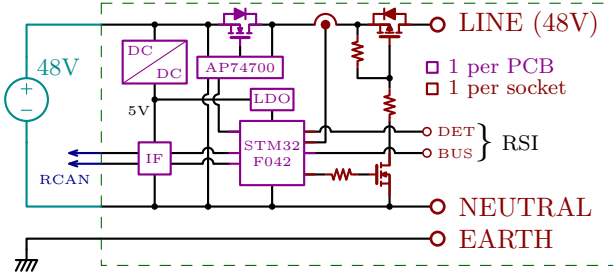 LINE (48V)
DC
DC
48V
AP74700
1 per PCB
1 per socket
LDO
5V
STM32
F042
DET
BUS
RSI
IF
RCAN
NEUTRAL
EARTH